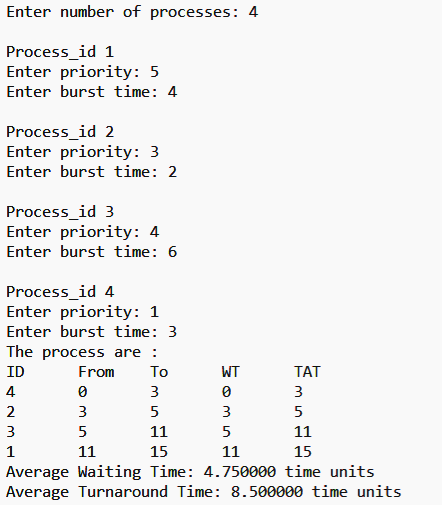 Enter number of processes: 4
Process_id 1
Enter priority: 5
Enter burst time: 4
Process_id 2
Enter priority: 3
Enter burst time: 2
Process_id 3
Enter priority: 4
Enter burst time: 6
Process_id 4
Enter priority: 1
Enter burst time: 3
The process are :
ID From To WT TAT
4 0 3 0 3
2 3 5 3 5
3 5 11 5 11
1 11 15 11 15
Average Waiting Time: 4.750000 time units
Average Turnaround Time: 8.500000 time units